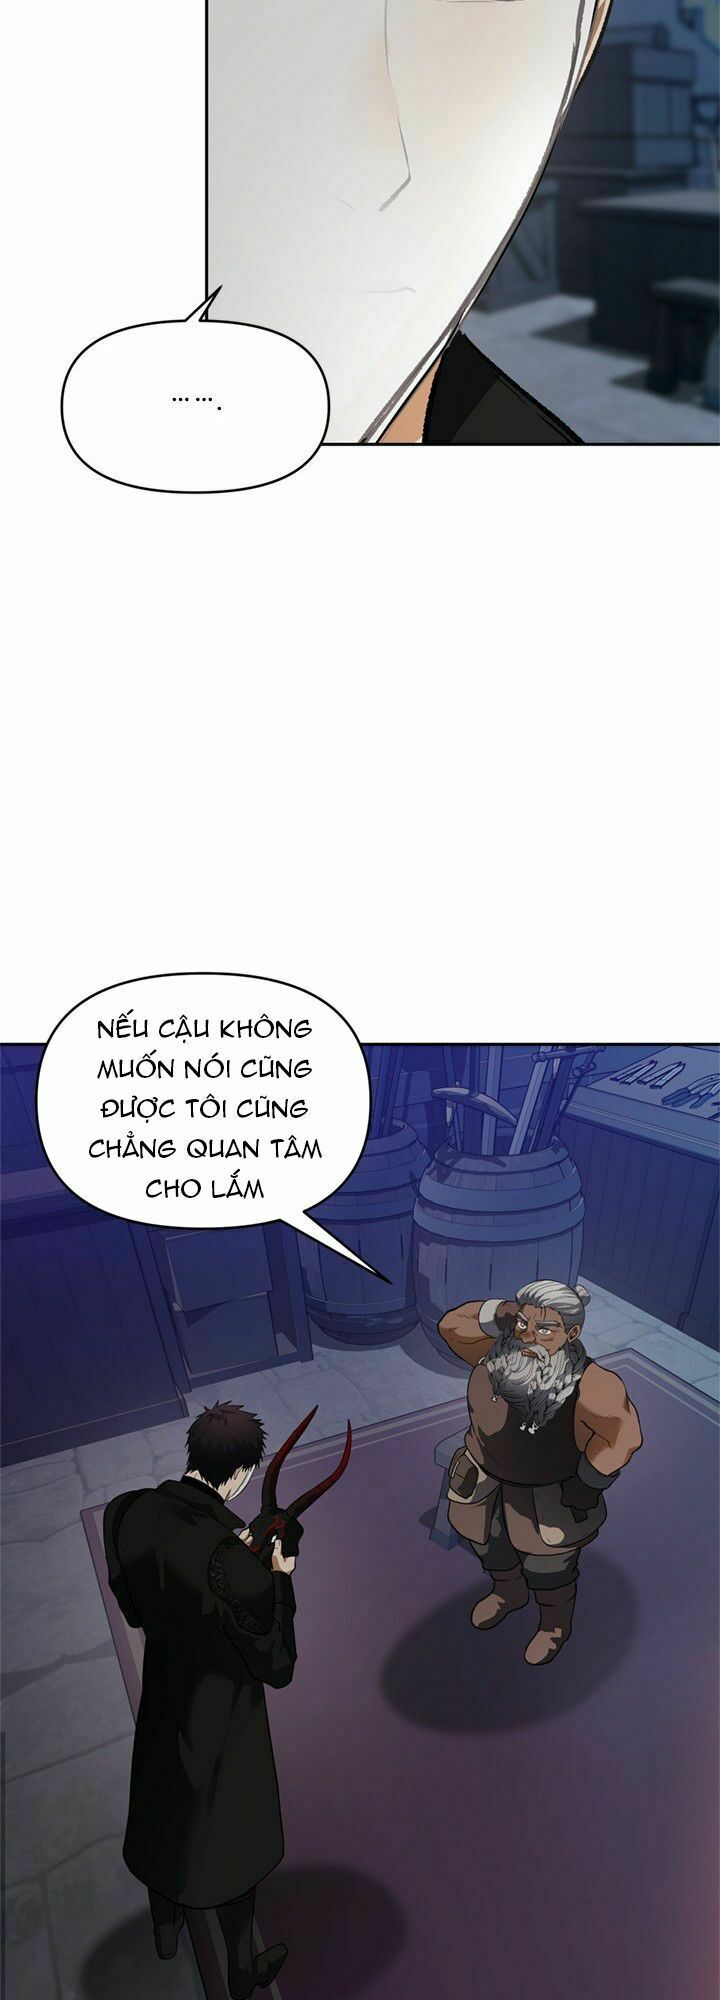 ... ....
NẾU CẬU KHÔNG
MUỐN NÓI CŨNG
ĐƯỢC TÔI CŨNG
CHẲNG QUAN TÂM
CHO LẮM